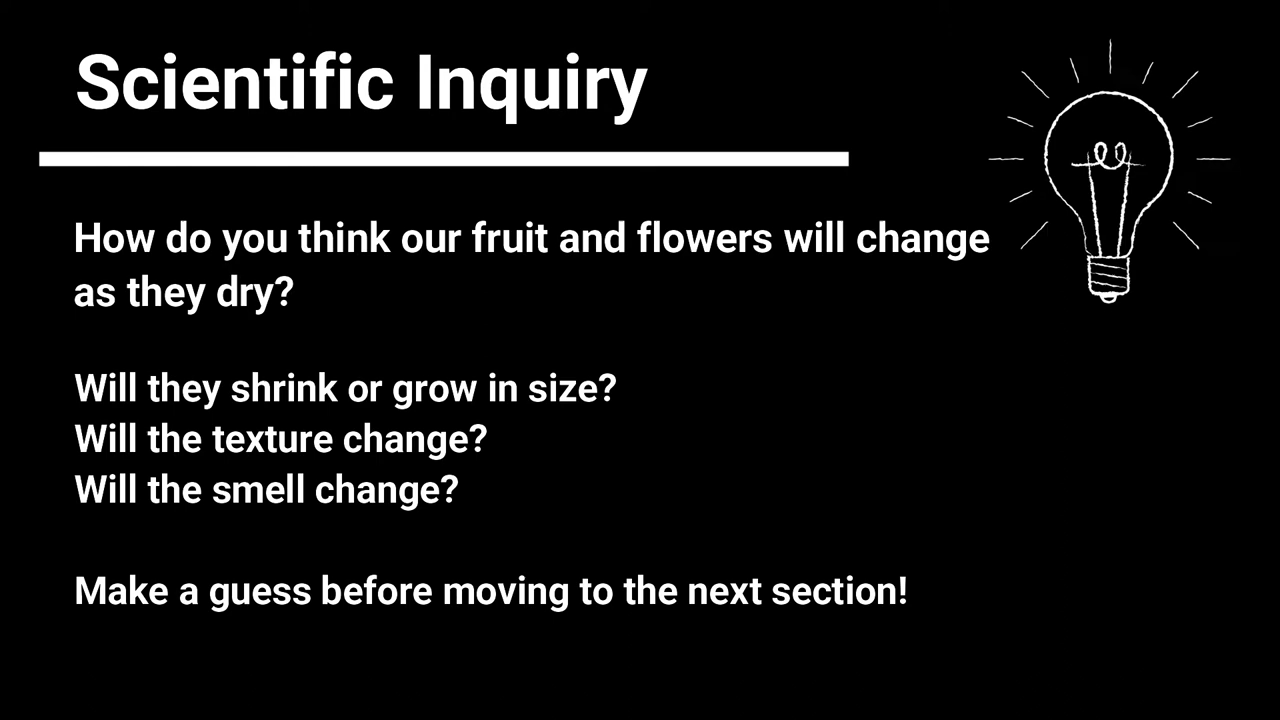 Scientific Inquiry
How do you think our fruit and flowers will change
as they dry?
Will they shrink or grow in size?
Will the texture change?
Will the smell change?
Make a guess before moving to the next section!